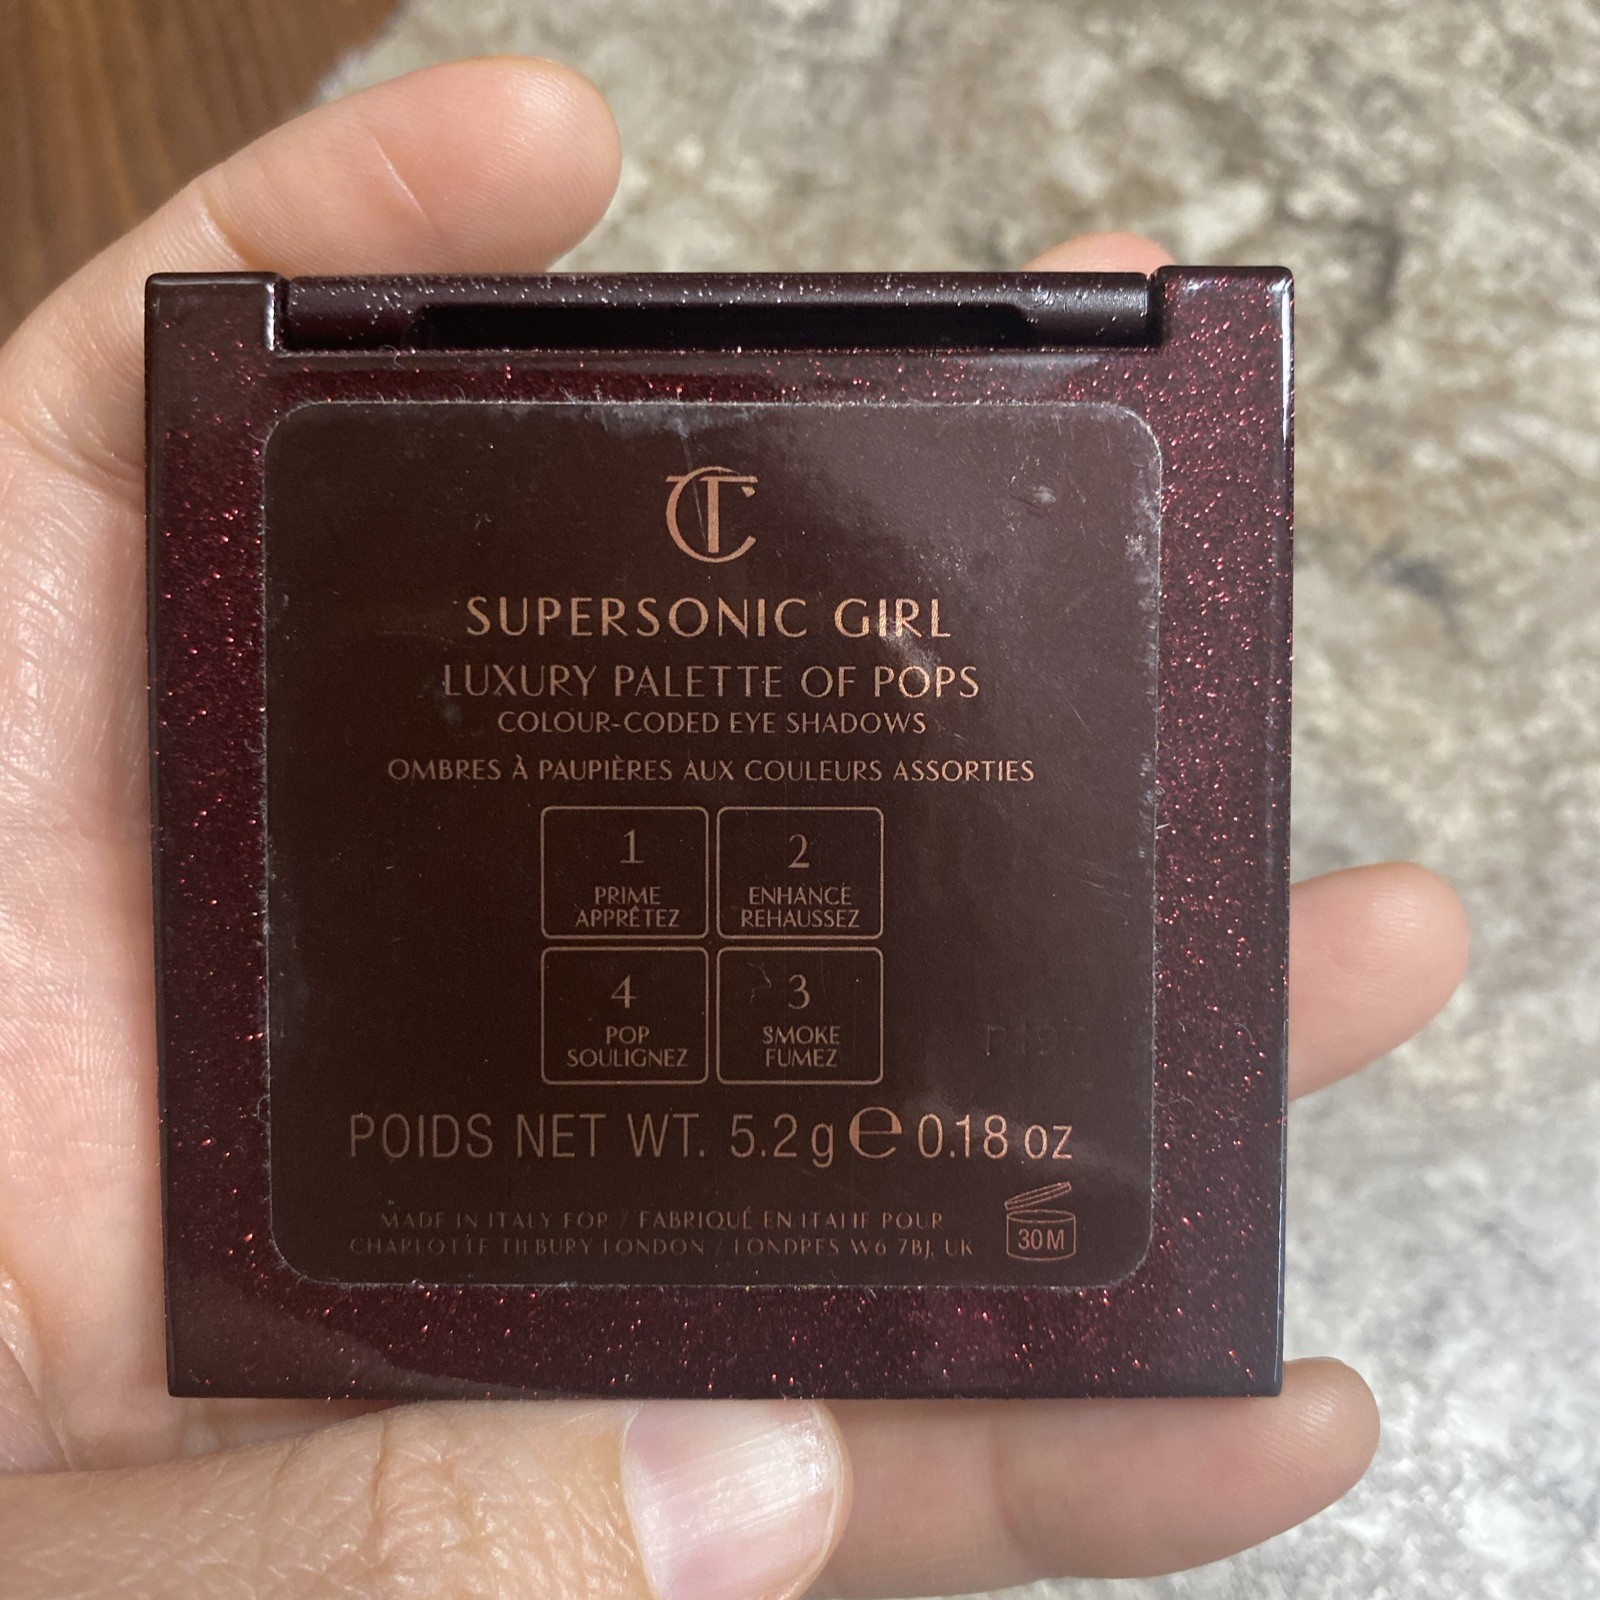 CT
SUPERSONIC GIRL
LUXURY PALETTE OF POPS
COLOUR-CODED EYE SHADOWS
OMBRES À PAUPIÈRES AUX COULEURS ASSORTIES
1
PRIME
APPRÊTEZ
2
ENHANCE
REHAUSSEZ
4
POP
SOULIGNEZ
3
SMOKE
FUMEZ
POIDS NET WT. 5.2g e 0.18 oz
MADE IN ITALY FOR / FABRIQUÉ EN ITALIE POUR
CHARLOTTE TILBURY LONDON / LONDRES W6 7BJ, UK
30M